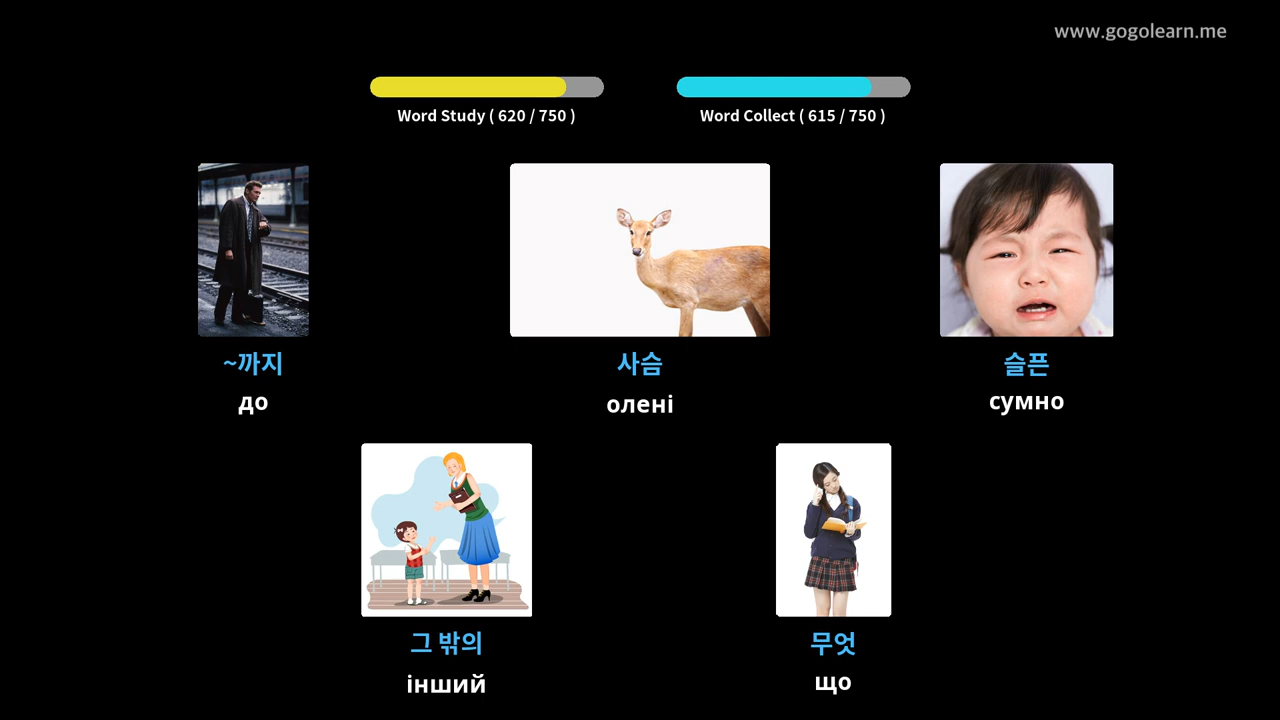 www.gogolearn.me
Word Study ( 620 / 750 )
Word Collect ( 615 / 750 )
~까지
до
사슴
олені
슬픈
сумно
그 밖의
інший
무엇
що